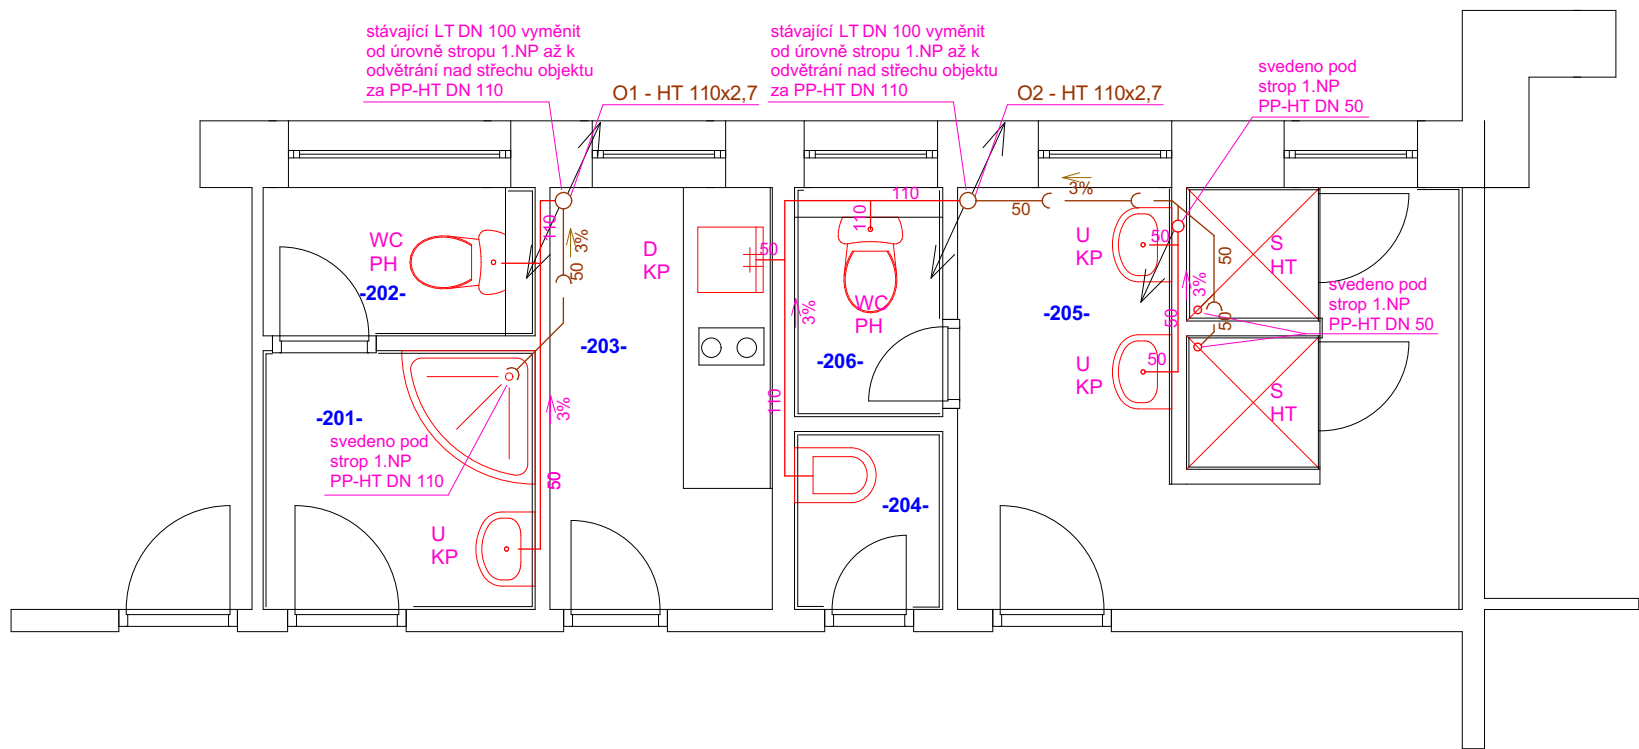 stávající LT DN 100 vyměnit
od úrovně stropu 1.NP až k
odvětrání nad střechu objektu
za PP-HT DN 110
O1 - HT 110x2,7
stávající LT DN 100 vyměnit
od úrovně stropu 1.NP až k
odvětrání nad střechu objektu
za PP-HT DN 110
O2 - HT 110x2,7
svedeno pod
strop 1.NP
PP-HT DN 50
WC
PH
-202-
110
3%
50
D
KP
50
-203-
3%
50
-201-
svedeno pod
strop 1.NP
PP-HT DN 110
U
KP
110
110
WC
PH
3%
-206-
110
-204-
50
3%
U
KP
50
-205-
U
KP
50
50
3%
S
HT
50
50
svedeno pod
strop 1.NP
PP-HT DN 50
S
HT